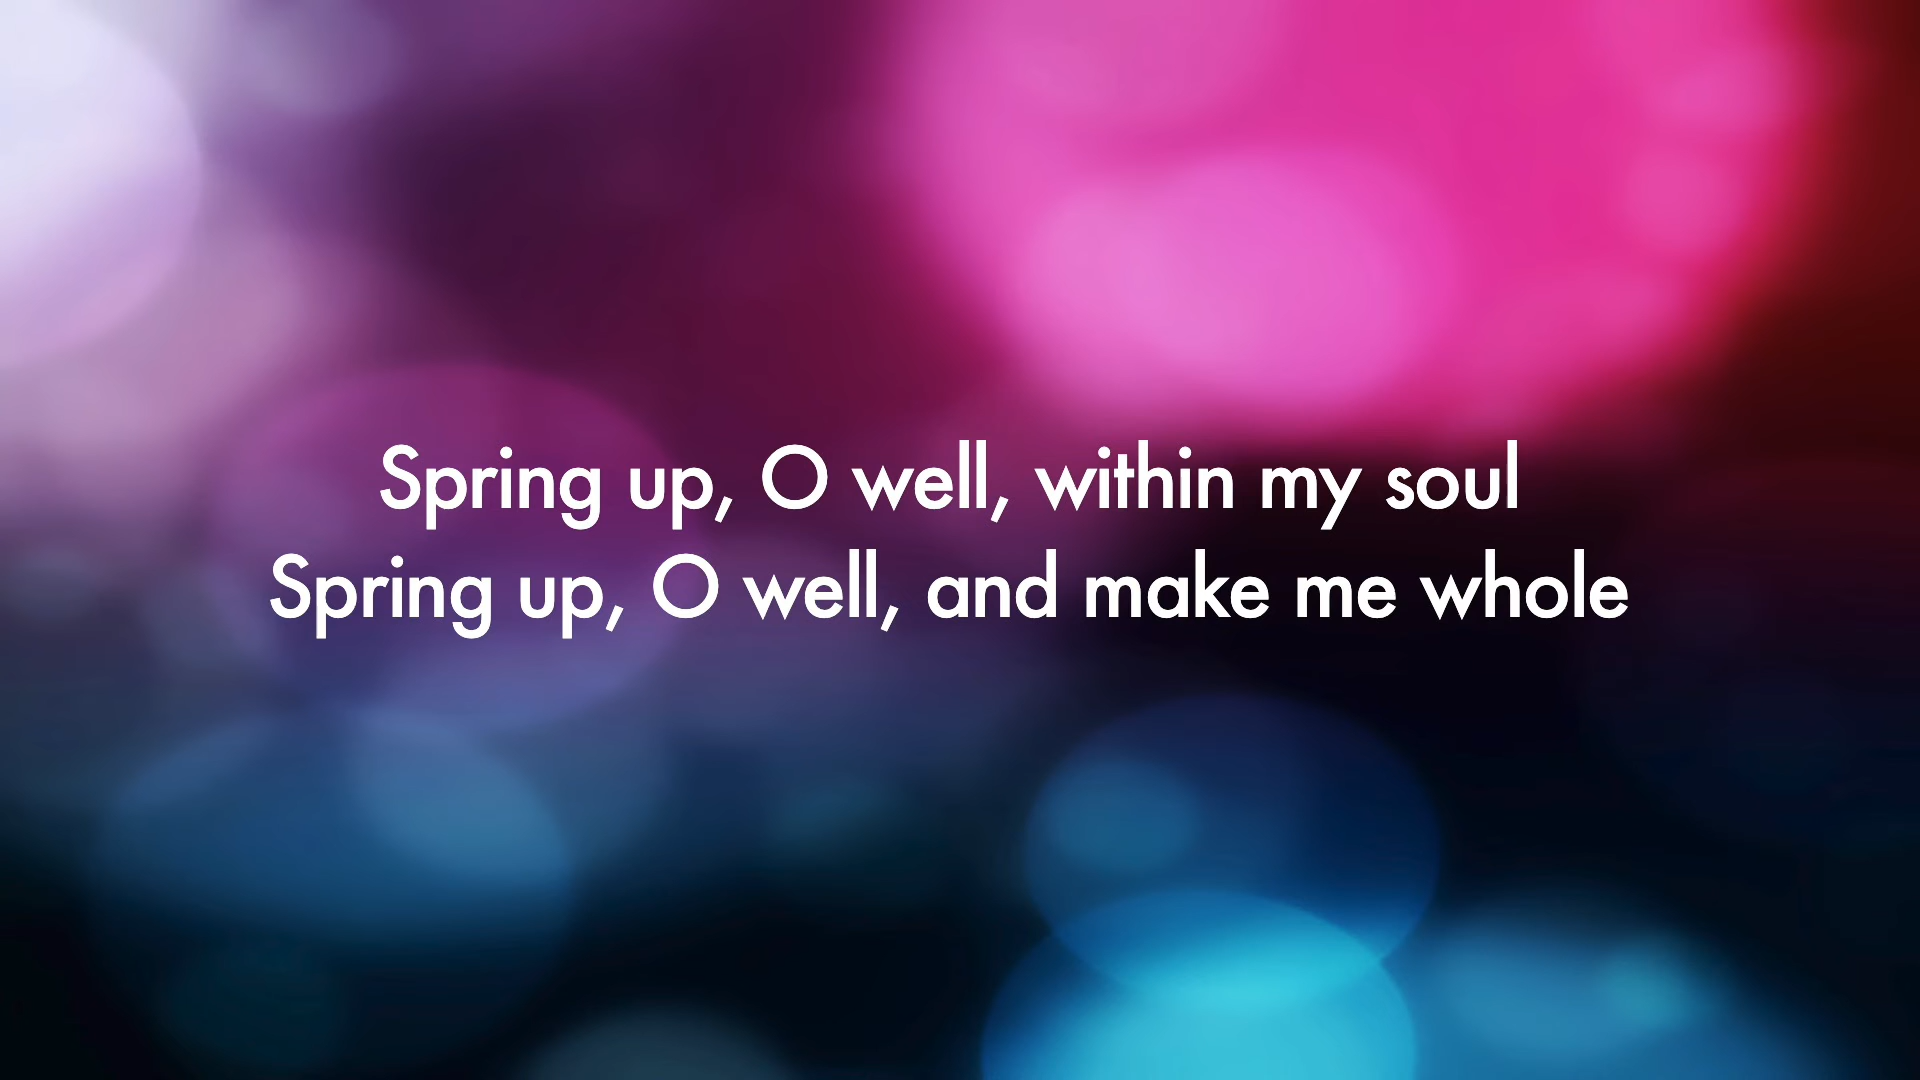 Spring up, O well, within my soul
Spring up, O well, and make me whole